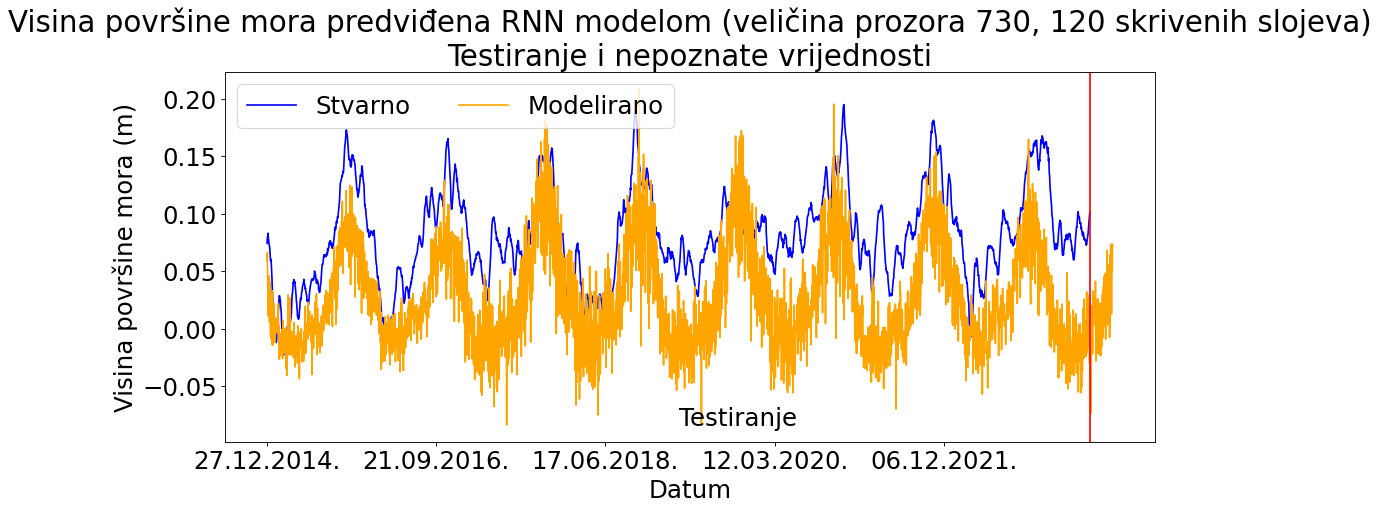 Visina površine mora predviđena RNN modelom (veličina prozora 730, 120 skrivenih slojeva)
Testiranje i nepoznate vrijednosti
Stvarno Modelirano
Visina površine mora (m)
0.20
0.15
0.10
0.05
0.00
−0.05
Testiranje
27.12.2014. 21.09.2016. 17.06.2018. 12.03.2020. 06.12.2021.
Datum